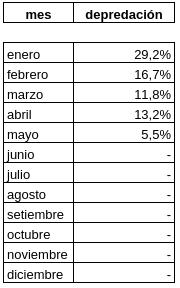 mes depredación
enero 29,2%
febrero 16,7%
marzo 11,8%
abril 13,2%
mayo 5,5%
junio -
julio -
agosto -
setiembre -
octubre -
noviembre -
diciembre -